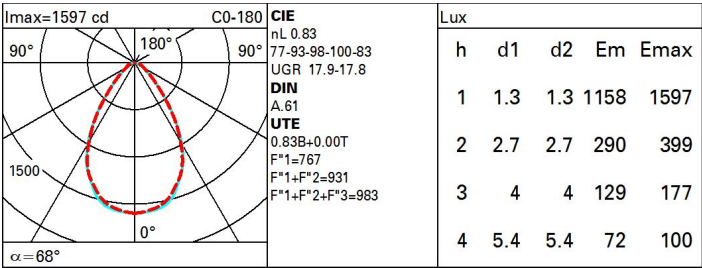 Imax=1597 cd C0-180
90° 180° 90°
1500
0°
α=68°
CIE
nL 0.83
77-93-98-100-83
UGR 17.9-17.8
DIN
A.61
UTE
0.83B+0.00T
F"1=767
F"1+F"2=931
F"1+F"2+F"3=983
Lux
h d1 d2 Em Emax
1 1.3 1.3 1158 1597
2 2.7 2.7 290 399
3 4 4 129 177
4 5.4 5.4 72 100